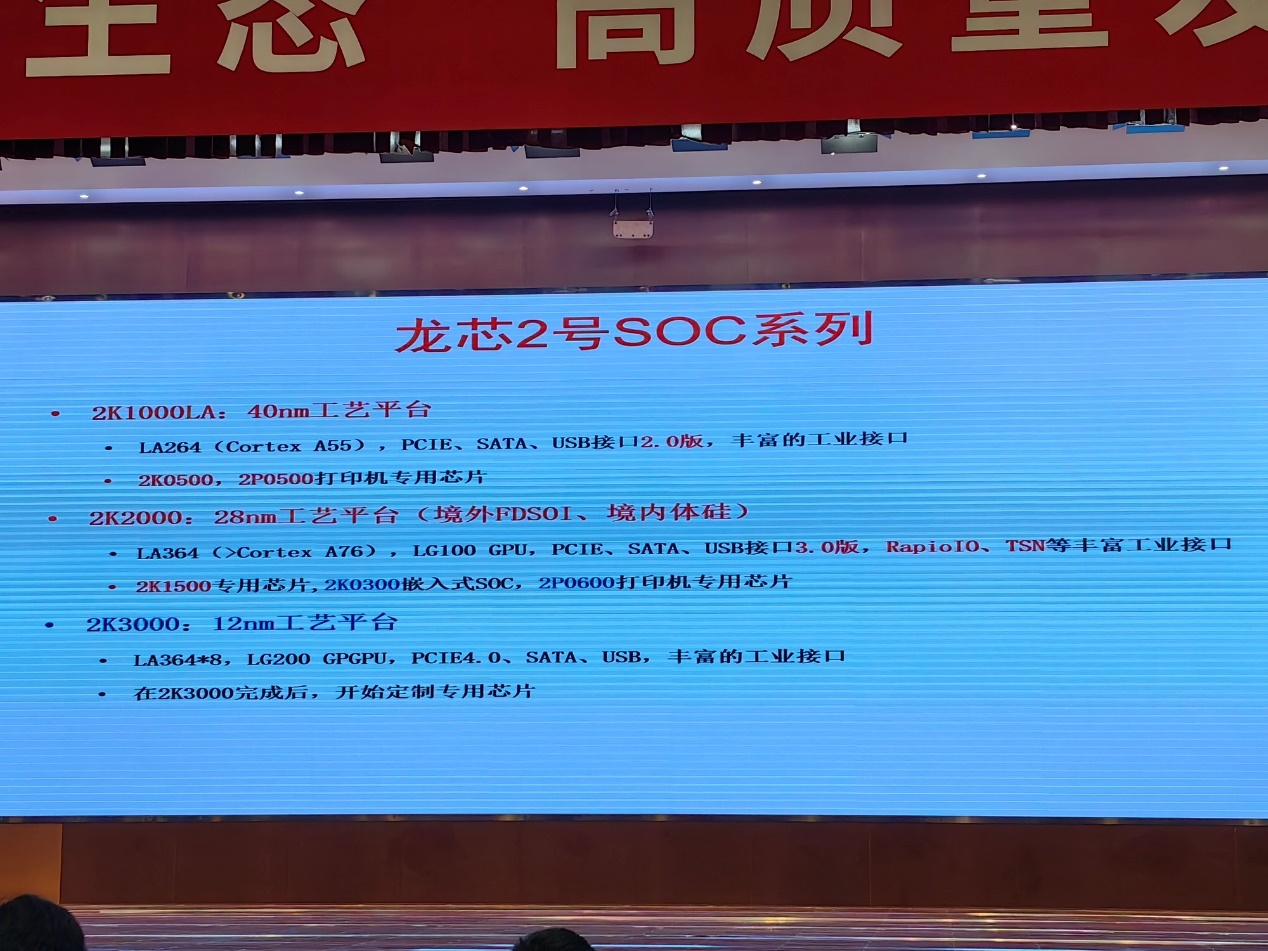 生态 高质量发
龙芯2号SOC系列
• 2K1000LA：40nm工艺平台
• LA264（Cortex A55），PCIE、SATA、USB接口2.0版，丰富的工业接口
• 2K0500，2P0500打印机专用芯片
• 2K2000：28nm工艺平台（境外FDSOI、境内体硅）
• LA364（>Cortex A76），LG100 GPU，PCIE、SATA、USB接口3.0版，RapioIO、TSN等丰富工业接口
• 2K1500专用芯片,2K0300嵌入式SOC，2P0600打印机专用芯片
• 2K3000：12nm工艺平台
• LA364*8，LG200 GPGPU，PCIE4.0、SATA、USB，丰富的工业接口
• 在2K3000完成后，开始定制专用芯片